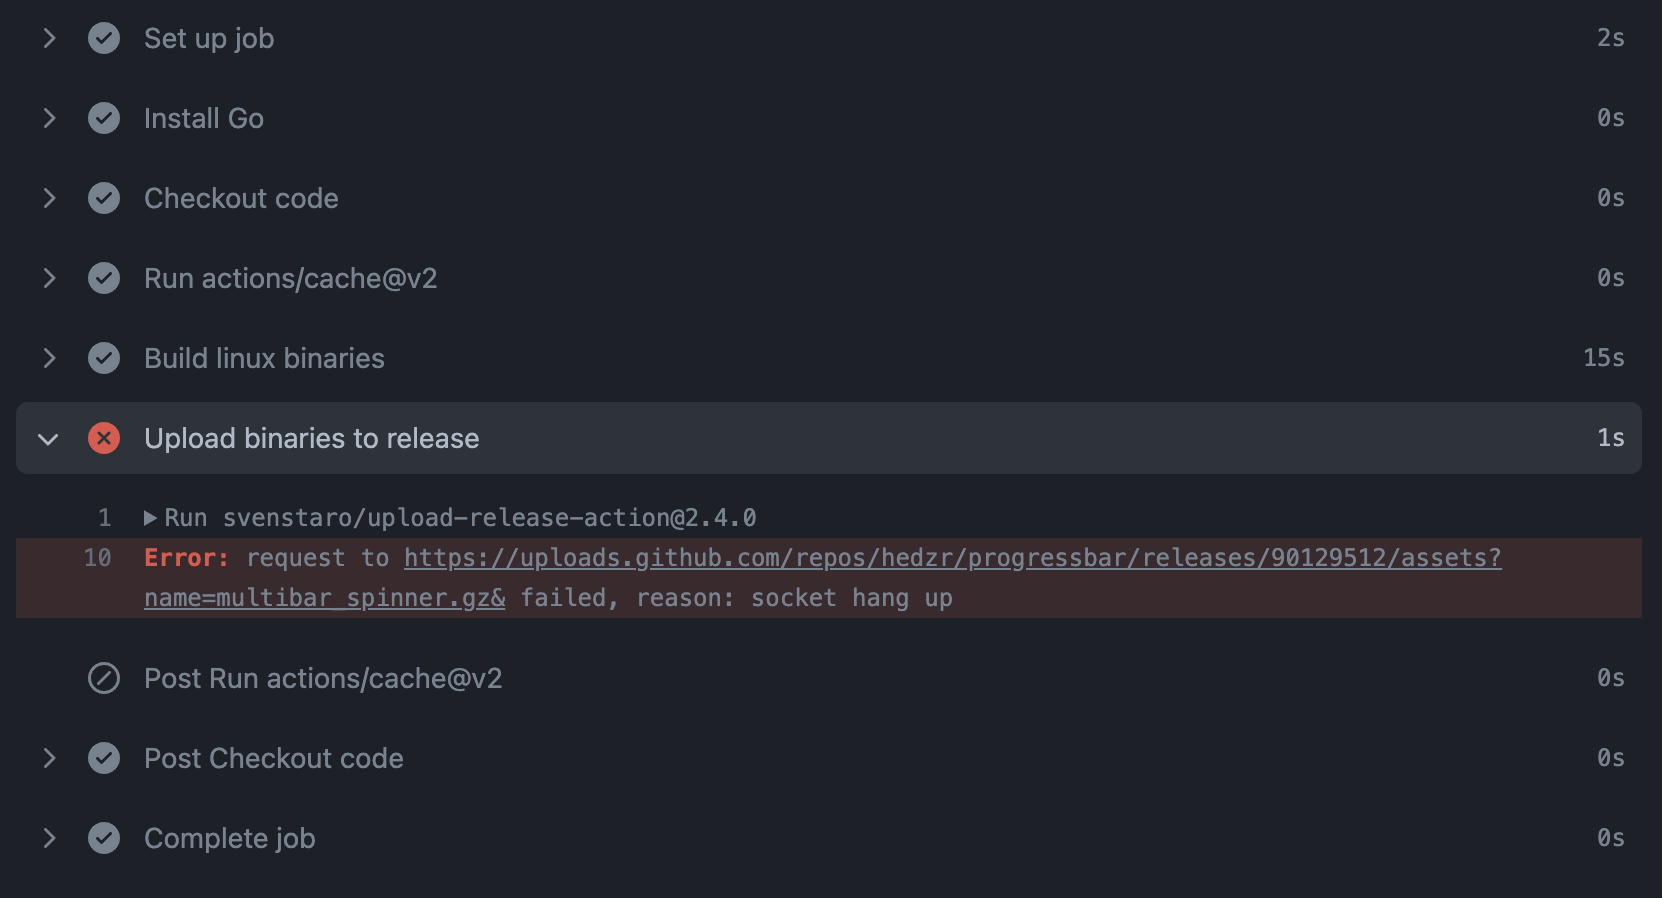 Set up job 2s
Install Go 0s
Checkout code 0s
Run actions/cache@v2 0s
Build linux binaries 15s
Upload binaries to release 1s
1 Run svenstaro/upload-release-action@2.4.0
10 Error: request to https://uploads.github.com/repos/hedzr/progressbar/releases/90129512/assets?
name=multibar_spinner.gz& failed, reason: socket hang up
Post Run actions/cache@v2 0s
Post Checkout code 0s
Complete job 0s